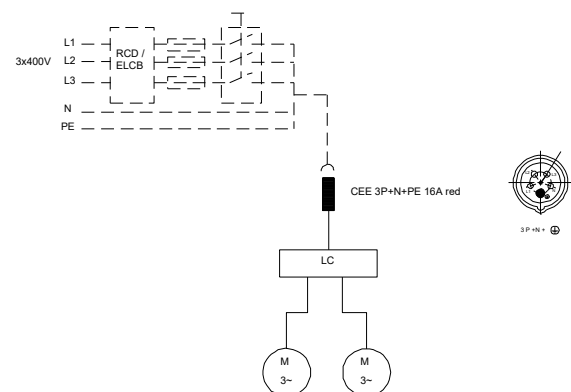 L1
RCD /
ELCB
3x400V
L2
L3
N
PE
CEE 3P+N+PE 16A red
3 P +N +
LC
M
3~
M
3~